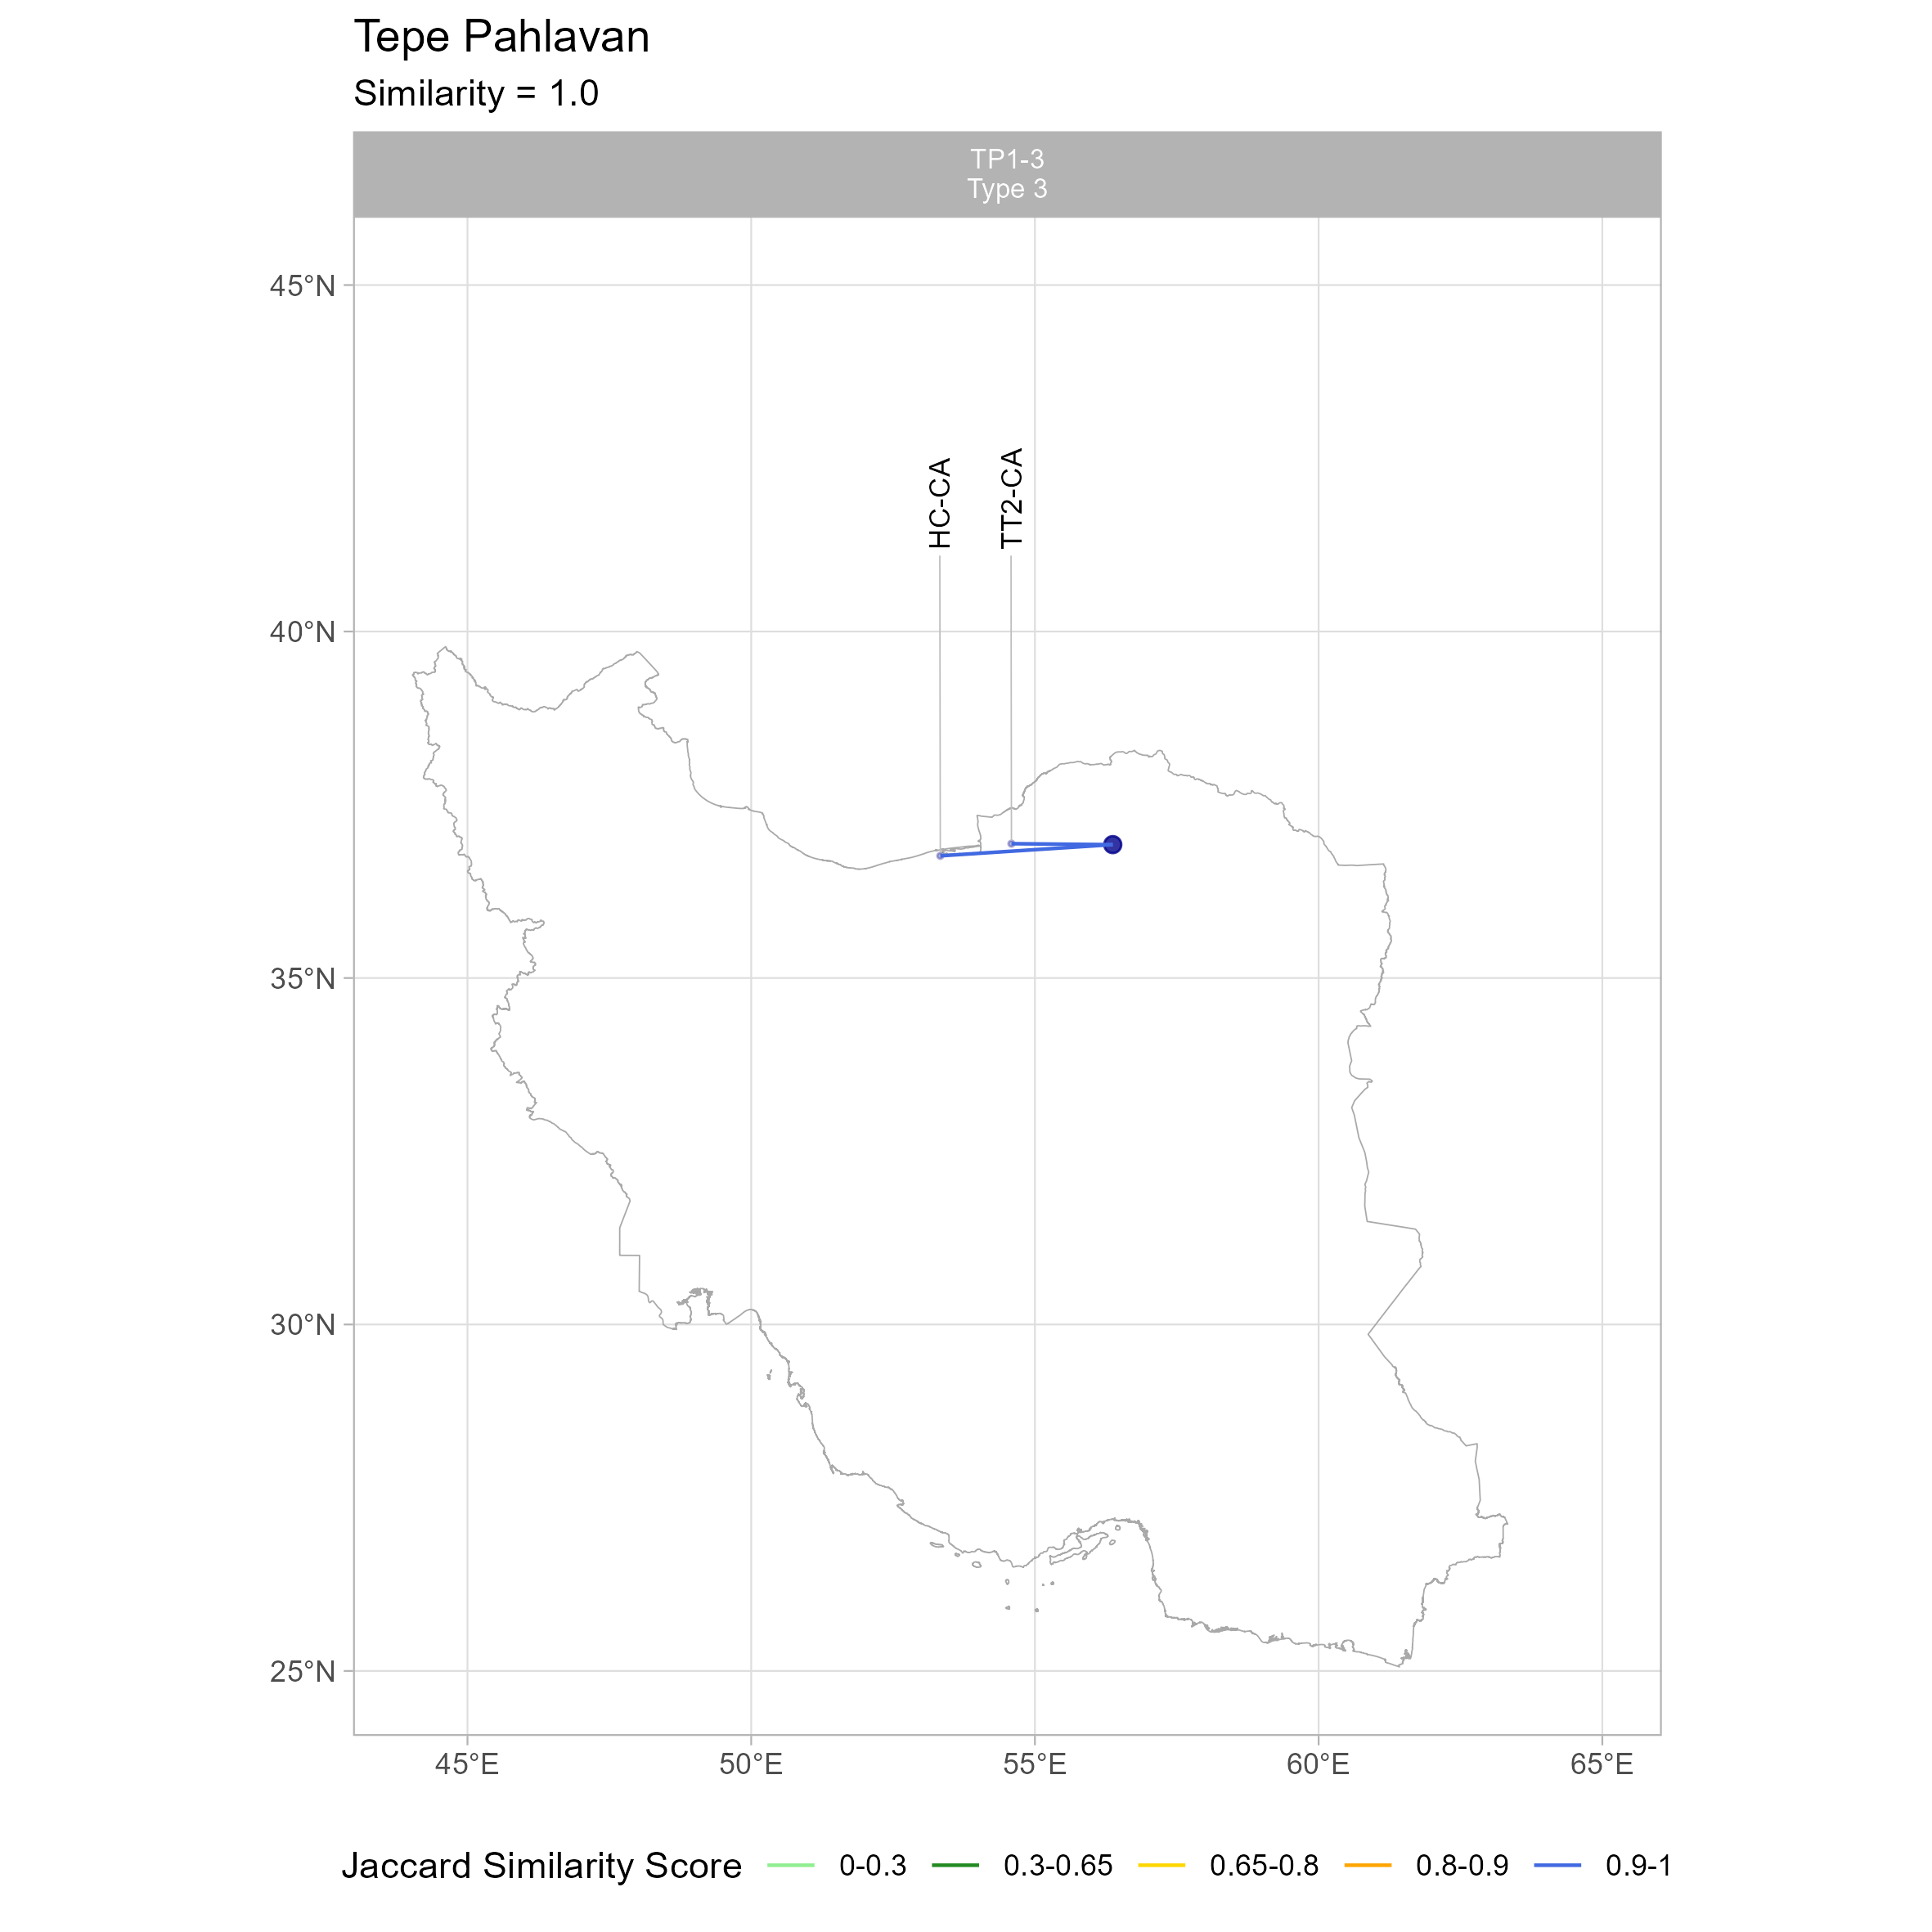 Tepe Pahlavan
Similarity = 1.0
TP1-3
Type 3
45°N
40°N
35°N
30°N
25°N
HC-CA
TT2-CA
45°E
50°E
55°E
60°E
65°E
Jaccard Similarity Score 0-0.3 0.3-0.65 0.65-0.8 0.8-0.9 0.9-1